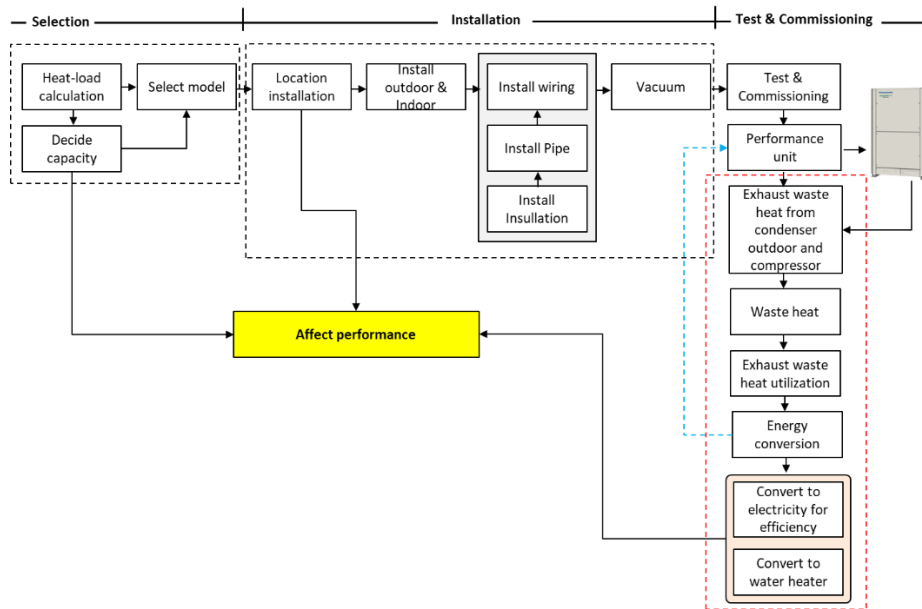 Selection
Installation
Test & Commissioning
Heat-load
calculation
Select model
Decide
capacity
Location
installation
Install
outdoor &
Indoor
Install wiring
Install Pipe
Install
Insullation
Vacuum
Test &
Commissioning
Performance
unit
Exhaust waste
heat from
condenser
outdoor and
compressor
Waste heat
Exhaust waste
heat utilization
Energy
conversion
Convert to
electricity for
efficiency
Convert to
water heater
Affect performance